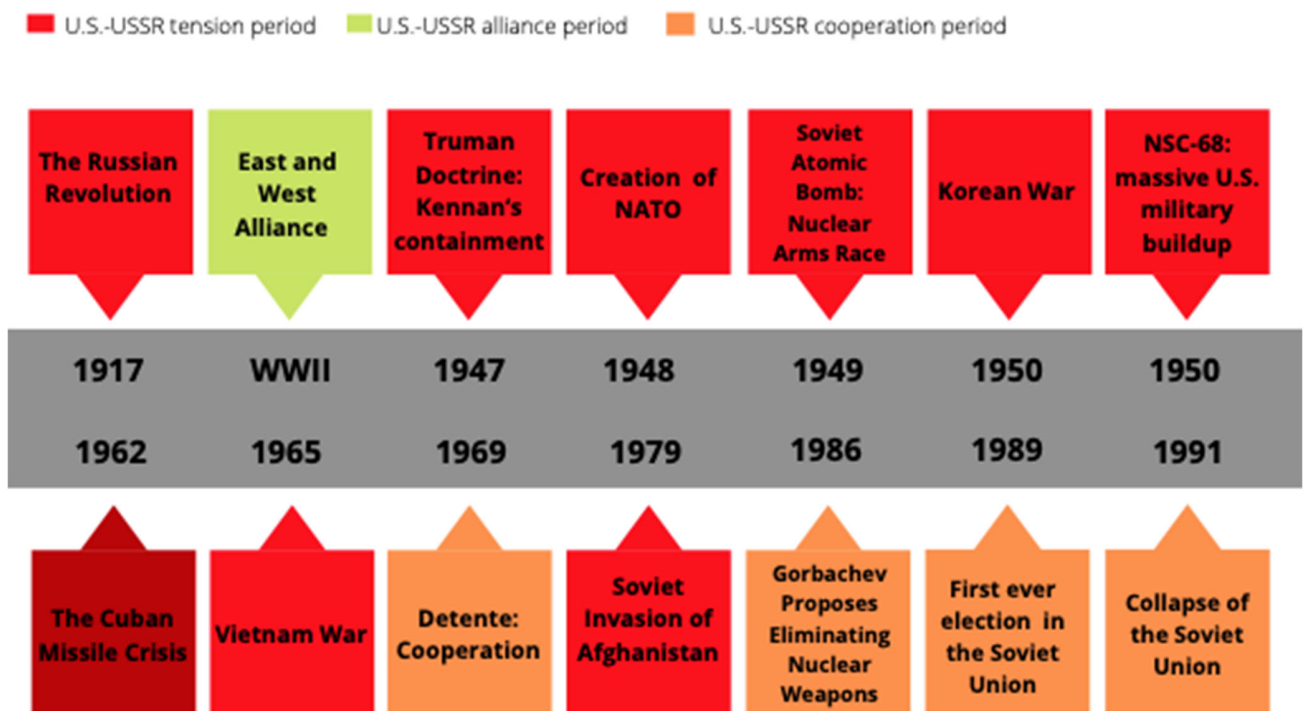 U.S.-USSR tension period
U.S.-USSR alliance period
U.S.-USSR cooperation period
The Russian
Revolution
East and
West
Alliance
Truman
Doctrine:
Kennan's
containment
Creation of
NATO
Soviet
Atomic
Bomb:
Nuclear
Arms Race
Korean War
NSC-68:
massive U.S.
military
buildup
1917
WWII
1947
1948
1949
1950
1950
1962
1965
1969
1979
1986
1989
1991
The Cuban
Missile Crisis
Vietnam War
Detente:
Cooperation
Soviet
Invasion of
Afghanistan
Gorbachev
Proposes
Eliminating
Nuclear
Weapons
First ever
election in
the Soviet
Union
Collapse of
the Soviet
Union